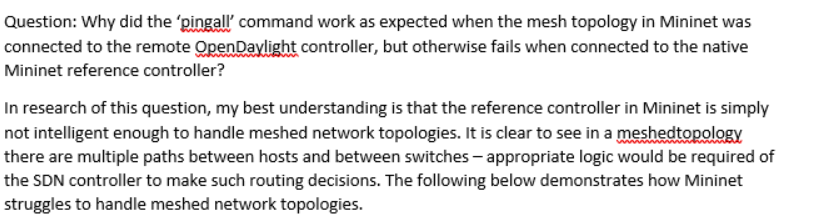 Question: Why did the ‘pingall’ command work as expected when the mesh topology in Mininet was
connected to the remote OpenDaylight controller, but otherwise fails when connected to the native
Mininet reference controller?
In research of this question, my best understanding is that the reference controller in Mininet is simply
not intelligent enough to handle meshed network topologies. It is clear to see in a meshedtopology
there are multiple paths between hosts and between switches – appropriate logic would be required of
the SDN controller to make such routing decisions. The following below demonstrates how Mininet
struggles to handle meshed network topologies.